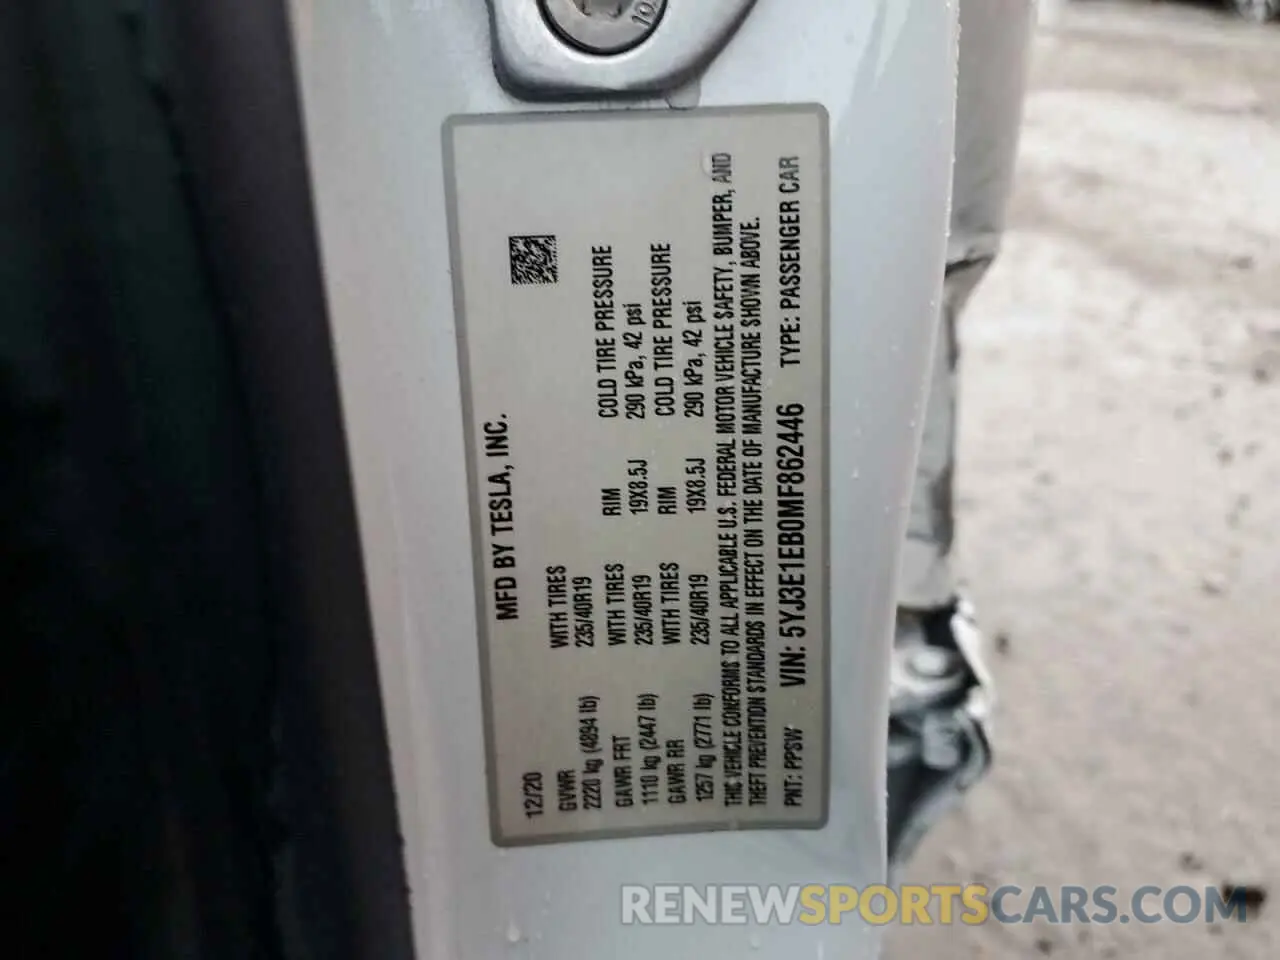 MFD BY TESLA, INC.
12/20
GVWR WITH TIRES
2220 kg (4894 lb) 235/40R19
GAWR FRT WITH TIRES RIM COLD TIRE PRESSURE
1110 kg (2447 lb) 235/40R19 19X8.5J 290 kPa, 42 psi
GAWR RR WITH TIRES RIM COLD TIRE PRESSURE
1257 kg (2771 lb) 235/40R19 19X8.5J 290 kPa, 42 psi
THIS VEHICLE CONFORMS TO ALL APPLICABLE U.S. FEDERAL MOTOR VEHICLE SAFETY, BUMPER, AND
THEFT PREVENTION STANDARDS IN EFFECT ON THE DATE OF MANUFACTURE SHOWN ABOVE.
PNT: PPSW VIN: 5YJ3E1EB0MF862446 TYPE: PASSENGER CAR
RENEWSPORTSCARS.COM